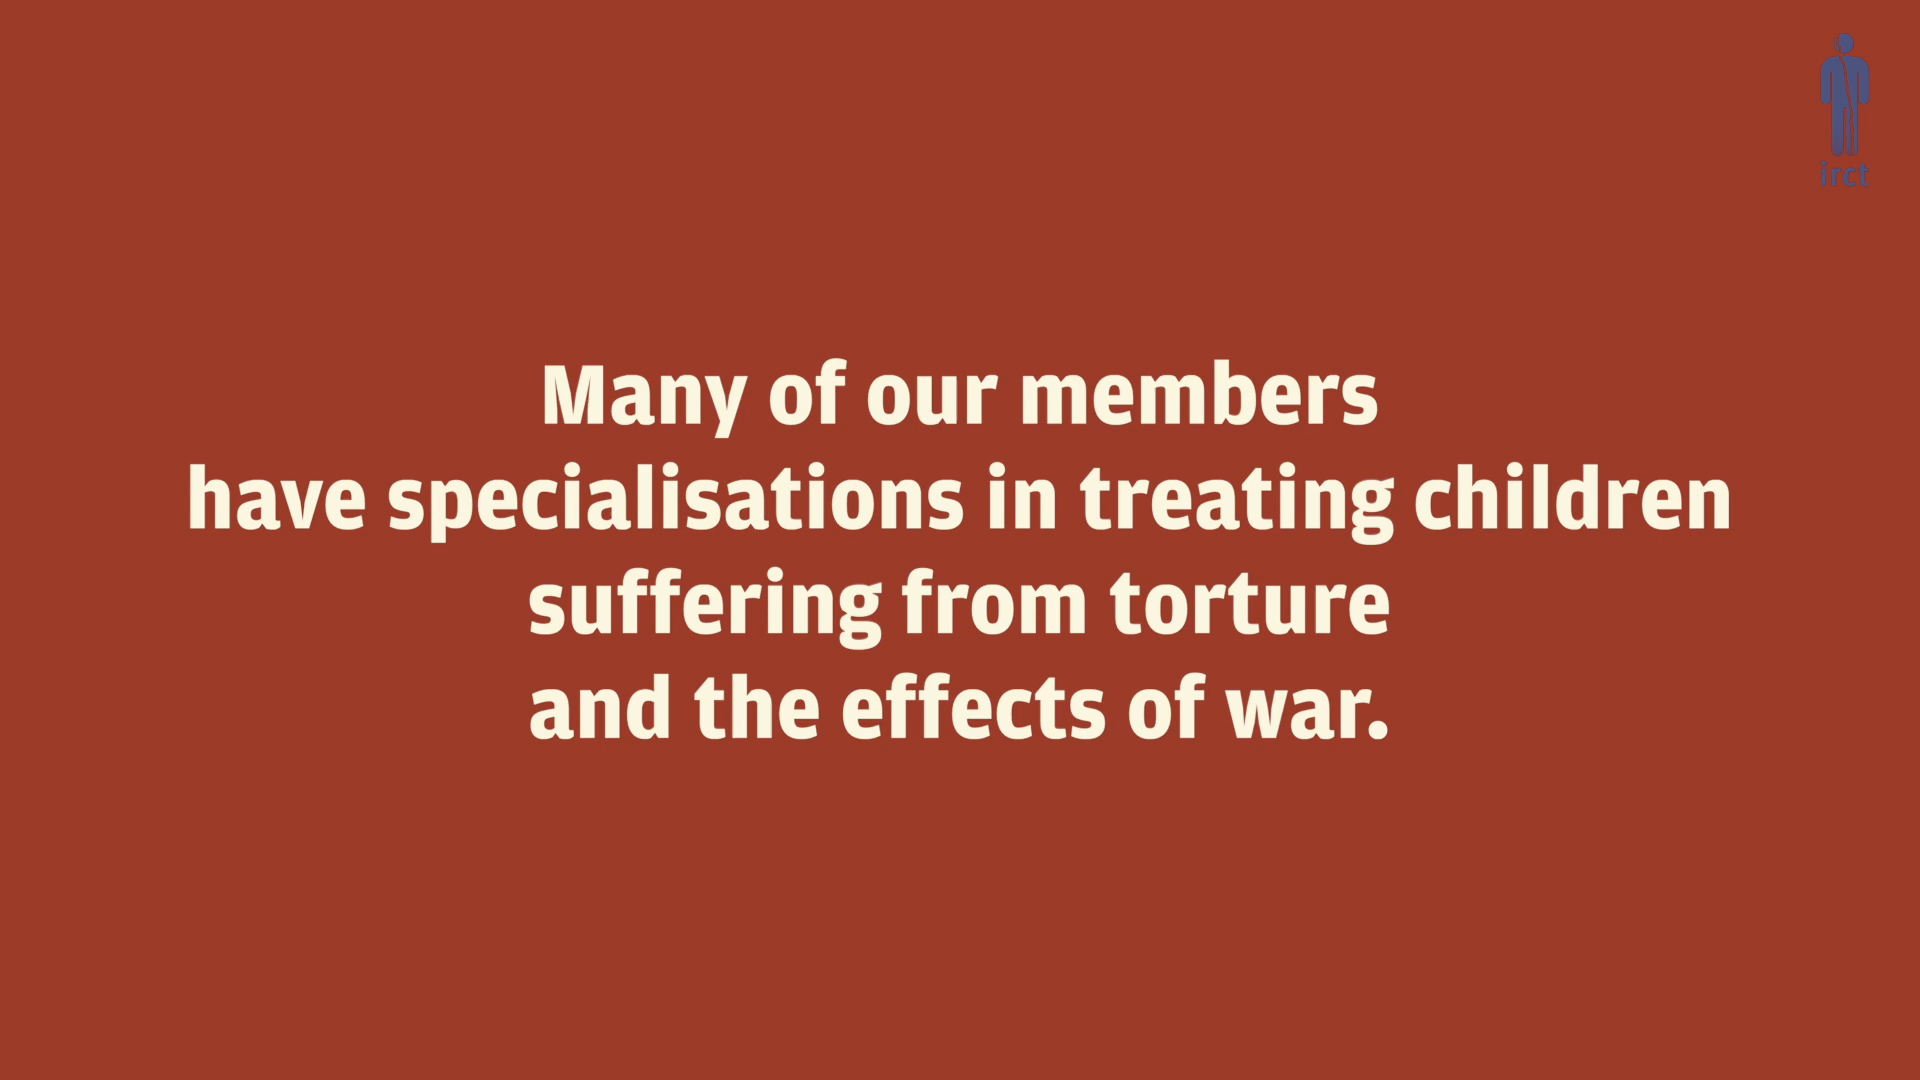 irct
Many of our members
have specialisations in treating children
suffering from torture
and the effects of war.